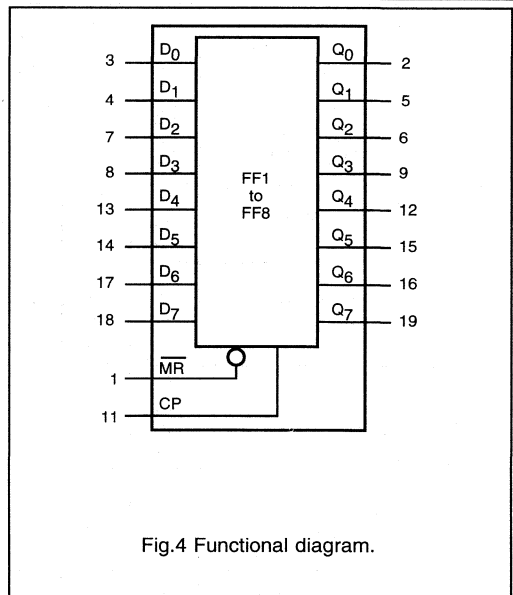 3 D0 Q0 2
4 D1 Q1 5
7 D2 Q2 6
8 D3 Q3 9
FF1
to
FF8
13 D4 Q4 12
14 D5 Q5 15
17 D6 Q6 16
18 D7 Q7 19
1 M̅R̅
11 CP
Fig.4 Functional diagram.